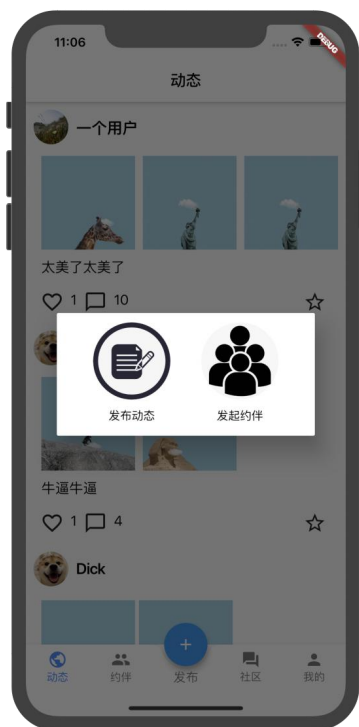 11:06
DEBUG
动态
一个用户
太美了太美了
1 10
发布动态 发起约伴
牛逼牛逼
1 4
Dick
动态 约伴 发布 社区 我的